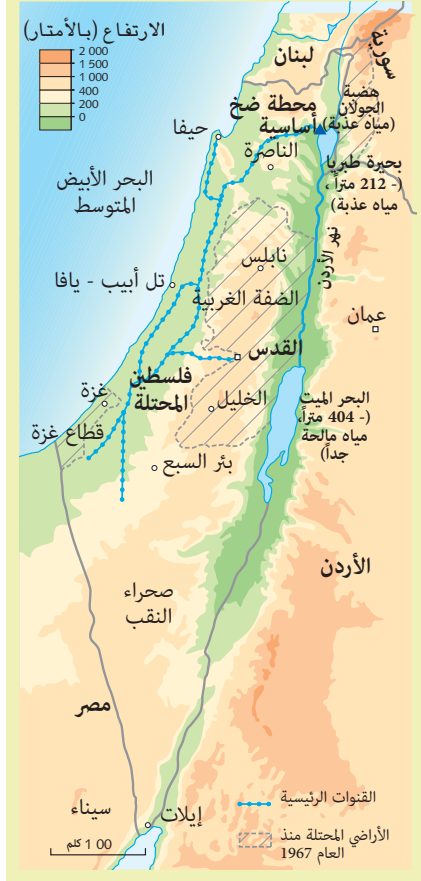 الارتفاع (بالأمتار)
2 000
1 500
1 000
400
200
0
لبنان
سورية
هضبة
الجولان
(مياه عذبة)
محطة ضخ
أساسية
حيفا
الناصرة
بحيرة طبريا
(- 212 متراً ،
مياه عذبة)
البحر الأبيض
المتوسط
نهر الأردن
نابلس
الضفة الغربية
تل أبيب - يافا
عمان
القدس
فلسطين
المحتلة
الخليل
البحر الميت
(- 404 متراً،
مياه مالحة
جداً)
غزة
قطاع غزة
بئر السبع
الأردن
صحراء
النقب
مصر
سيناء
إيلات
القنوات الرئيسية
الأراضي المحتلة منذ
العام 1967
1 00 كلم